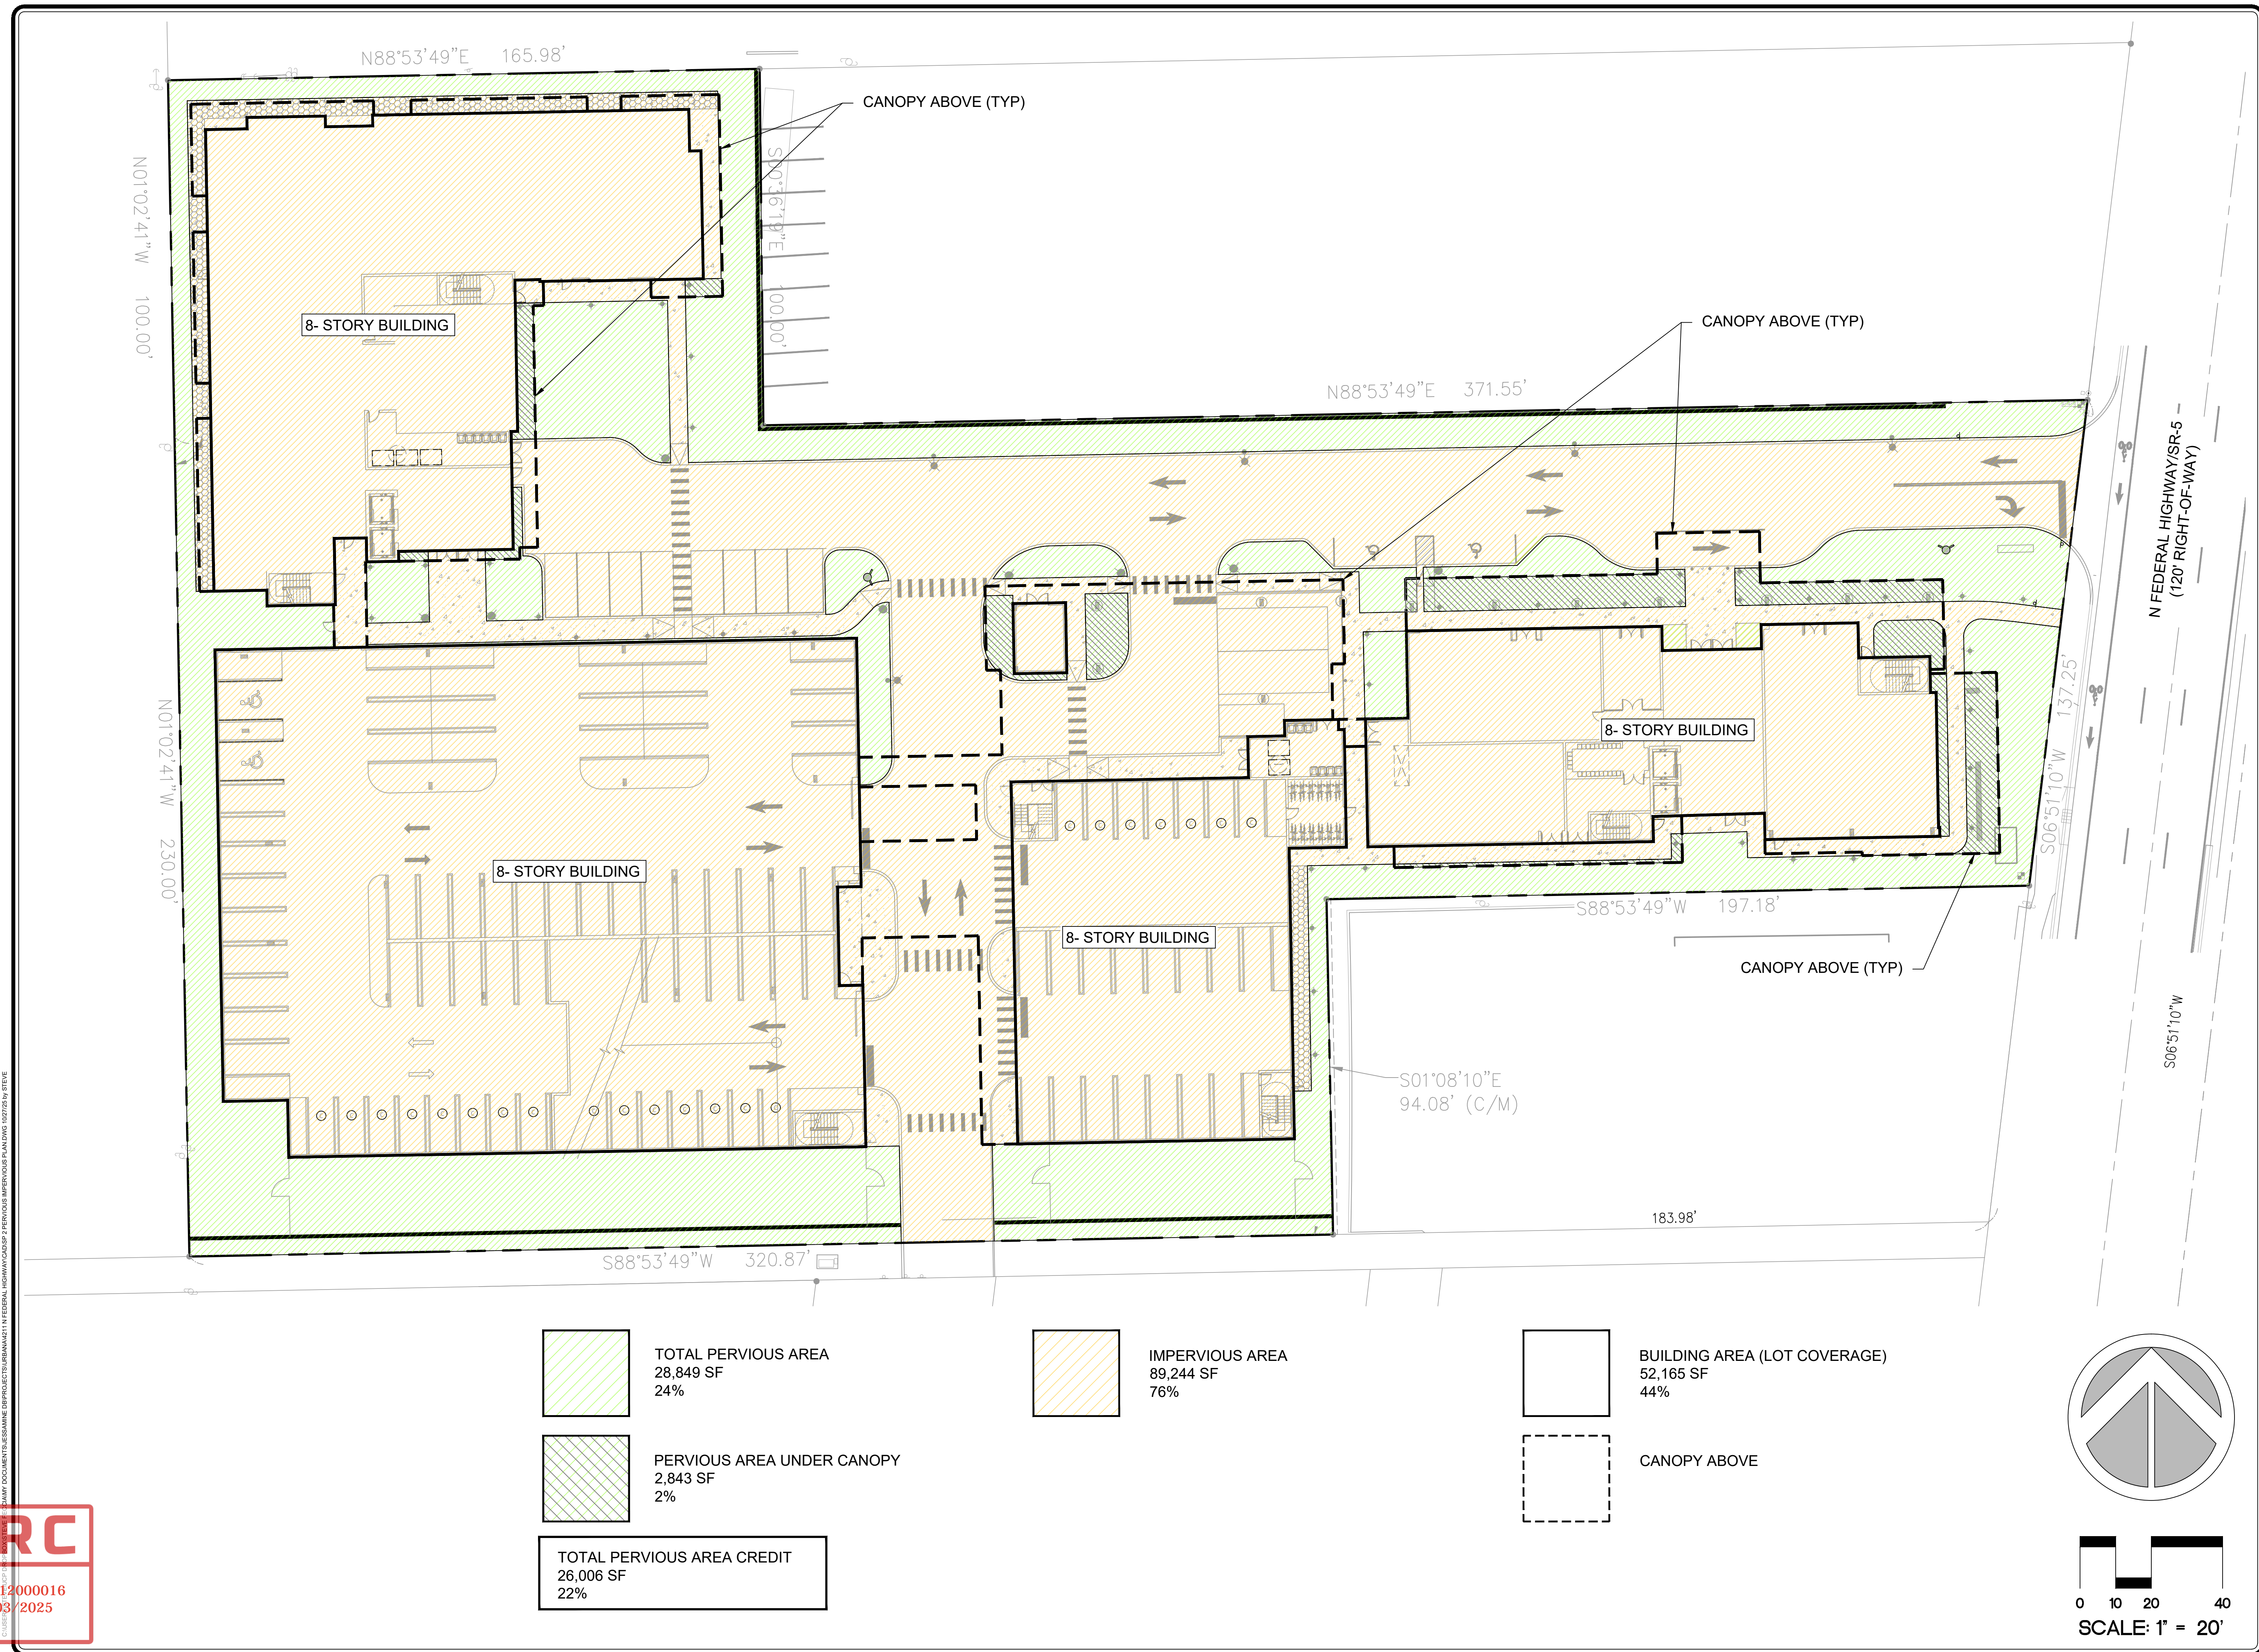 N88°53'49"E 165.98'
CANOPY ABOVE (TYP)
N01°02'41"W 100.00'
S00°36'19"E 100.00'
8- STORY BUILDING
CANOPY ABOVE (TYP)
N88°53'49"E 371.55'
N FEDERAL HIGHWAY/SR-5
(120' RIGHT-OF-WAY)
N01°02'41"W 230.00'
8- STORY BUILDING
S06°51'10"W 137.25'
8- STORY BUILDING
8- STORY BUILDING
S88°53'49"W 197.18'
CANOPY ABOVE (TYP)
S06°51'10"W
S01°08'10"E
94.08' (C/M)
183.98'
S88°53'49"W 320.87'
TOTAL PERVIOUS AREA
28,849 SF
24%
IMPERVIOUS AREA
89,244 SF
76%
BUILDING AREA (LOT COVERAGE)
52,165 SF
44%
PERVIOUS AREA UNDER CANOPY
2,843 SF
2%
CANOPY ABOVE
TOTAL PERVIOUS AREA CREDIT
26,006 SF
22%
0 10 20 40
SCALE: 1" = 20'
RC
12000016
03/2025